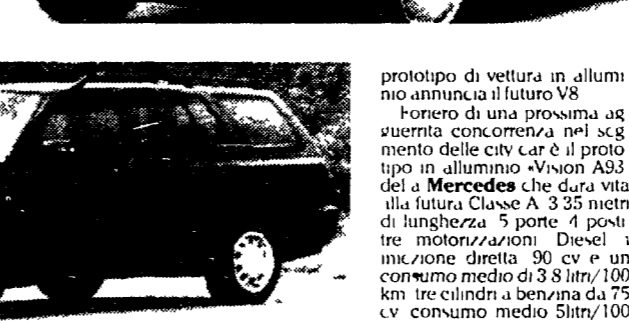 prototipo di vettura in allumi
nio annuncia il futuro V8
Foriero di una prossima ag
guerrita concorrenza nel seg
mento delle city car è il proto
tipo in alluminio «Vision A93
del a Mercedes che dara vita
alla futura Classe A 3 35 metri
di lunghezza 5 porte 4 posti
tre motorizzazioni Diesel
iniezione diretta 90 cv e un
consumo medio di 3 8 litri/100
km tre cilindri a benzina da 75
cv consumo medio 5litri/100